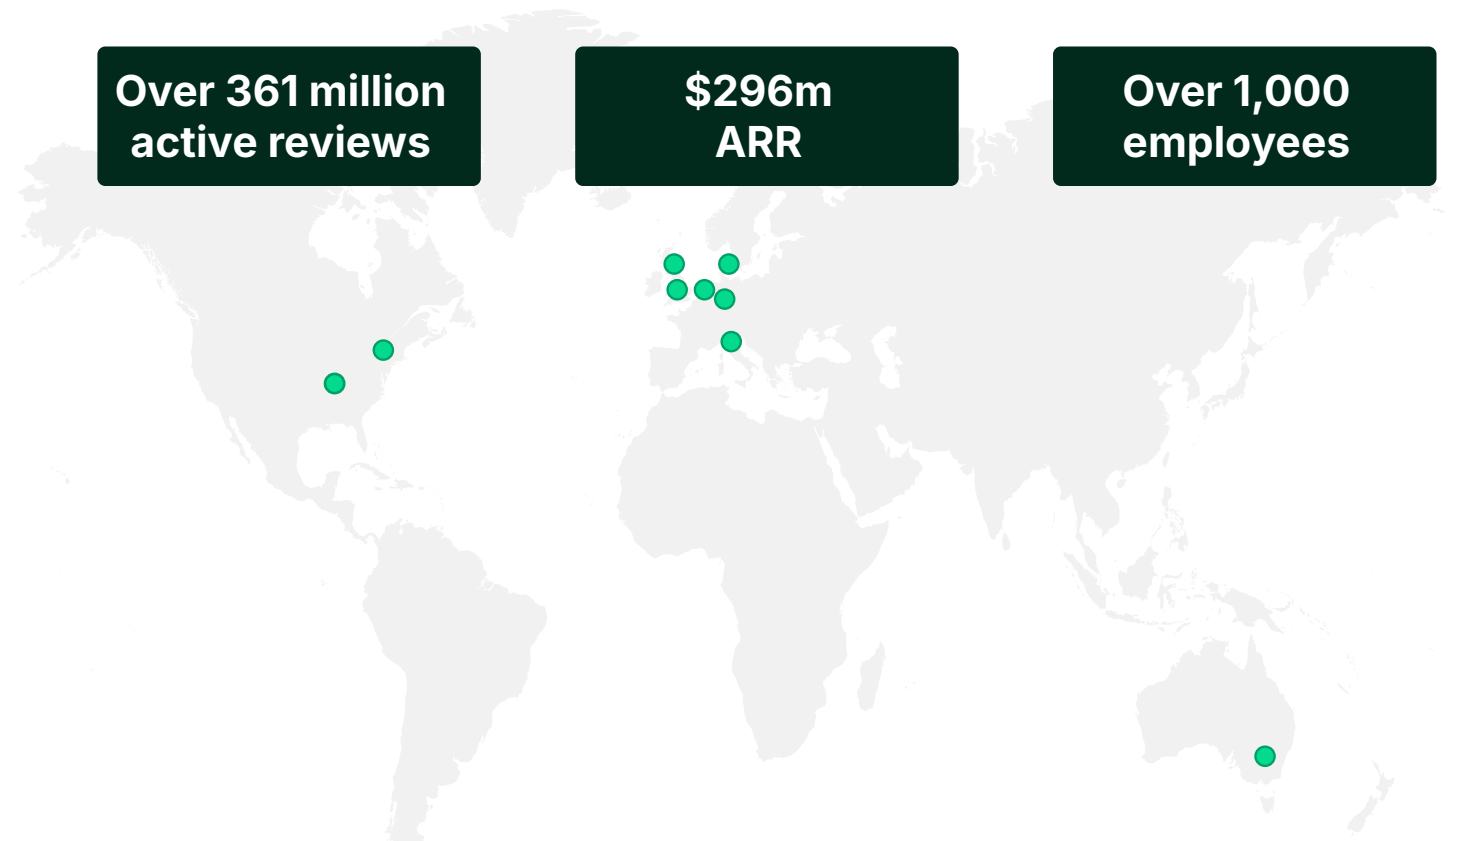 Over 361 million
active reviews
$296m
ARR
Over 1,000
employees